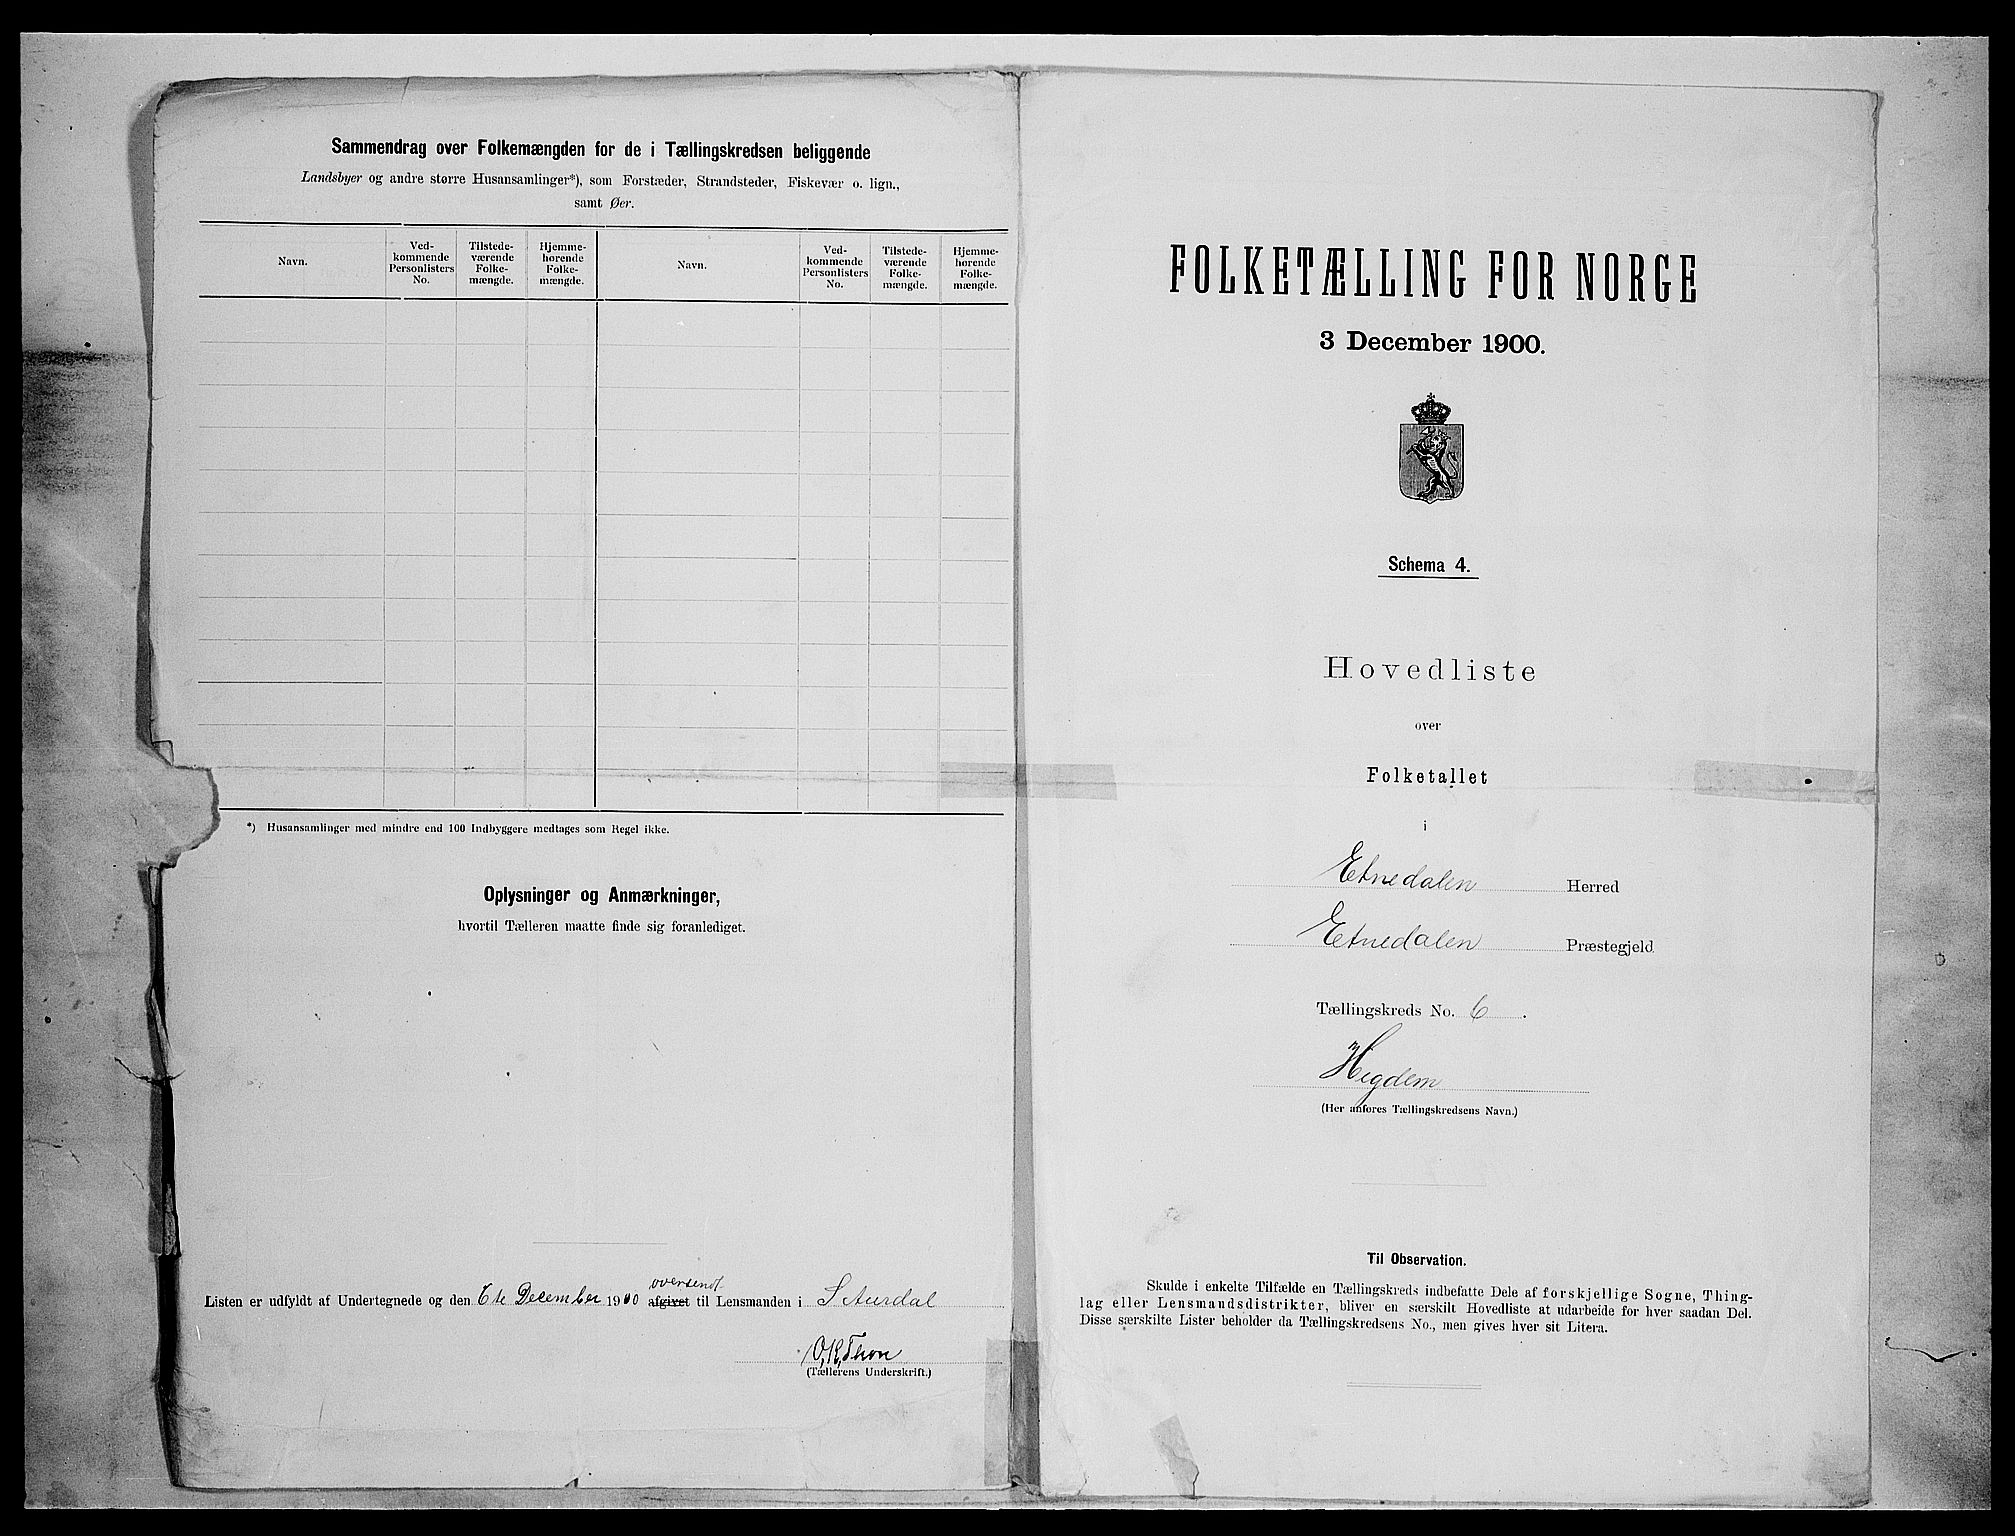 Sammendrag over Folkemængden for de i Tællingskredsen beliggende
Landsbyer og andre større Husansamlinger*), som Forstæder, Strandsteder, Fiskevær o. lign.,
samt Øer.
Navn.
Ved-
kommende
Personlisters
No.
Tilstede-
værende
Folke-
mængde.
Hjemme-
hørende
Folke-
mængde.
Navn.
Ved-
kommende
Personlisters
No.
Tilstede-
værende
Folke-
mængde.
Hjemme-
hørende
Folke-
mængde.
*) Husansamlinger med mindre end 100 Indbyggere medtages som Regel ikke.
Oplysninger og Anmærkninger,
hvortil Tælleren maatte finde sig foranlediget.
oversendt
Listen er udfyldt af Undertegnede og den 6te December 1900 afgivet til Lensmanden i S Aurdal
O,K,Thon
(Tællerens Underskrift.)
FOLKETÆLLING FOR NORGE
3 December 1900.
Schema 4.
Hovedliste
over
Folketallet
i
Etnedalen Herred
Etnedalen Præstegjeld
Tællingskreds No. 6.
Høgdem
(Her anføres Tællingskredsens Navn.)
Til Observation.
Skulde i enkelte Tilfælde en Tællingskreds indbefatte Dele af forskjellige Sogne, Thing-
lag eller Lensmandsdistrikter, bliver en særskilt Hovedliste at udarbeide for hver saadan Del.
Disse særskilte Lister beholder da Tællingskredsens No., men gives hver sit Litera.